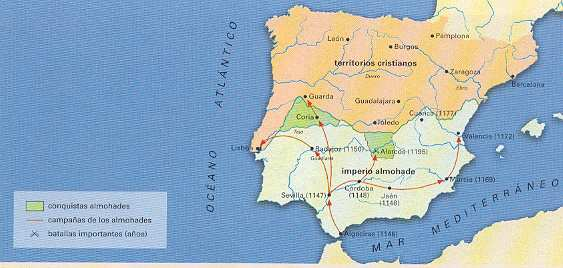 OCÉANO ATLÁNTICO
León
Burgos
Pamplona
territorios cristianos
Duero
Zaragoza
Ebro
Barcelona
Guarda
Guadalajara
Coria
Toledo
Cuenca (1177)
Tajo
Lisboa
Badajoz (1150)
Guadiana
Alarcos (1195)
Valencia (1172)
imperio almohade
Sevilla (1147)
Córdoba
(1148)
Jaén
(1148)
Murcia (1169)
Algeciras (1146)
MAR MEDITERRÁNEO
conquistas almohades
campañas de los almohades
batallas importantes (años)